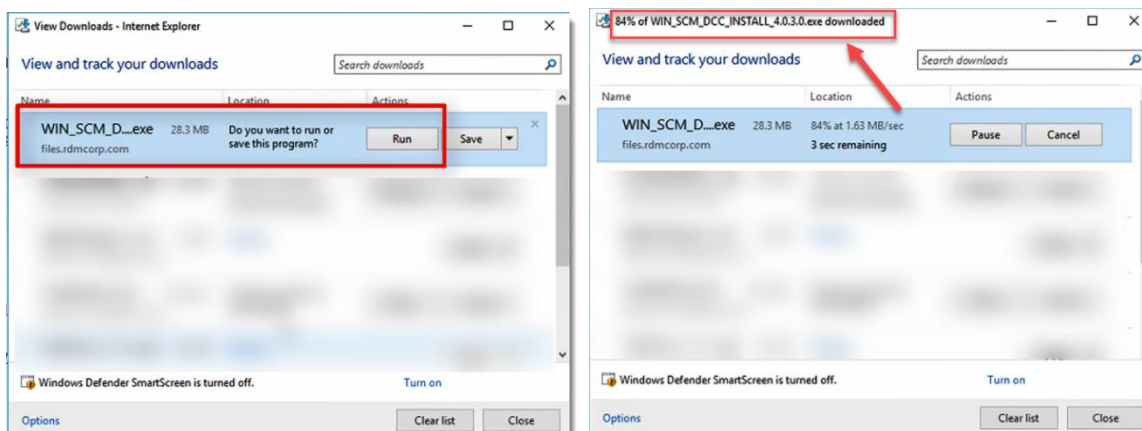 View Downloads - Internet Explorer
View and track your downloads
Search downloads
Name Location Actions
WIN_SCM_D....exe 28.3 MB Do you want to run or
save this program?
files.rdmcorp.com
Run Save
Windows Defender SmartScreen is turned off. Turn on
Options Clear list Close
84% of WIN_SCM_DCC_INSTALL_4.0.3.0.exe downloaded
View and track your downloads
Search downloads
Name Location Actions
WIN_SCM_D....exe 28.3 MB 84% at 1.63 MB/sec
files.rdmcorp.com 3 sec remaining
Pause Cancel
Windows Defender SmartScreen is turned off. Turn on
Options Clear list Close